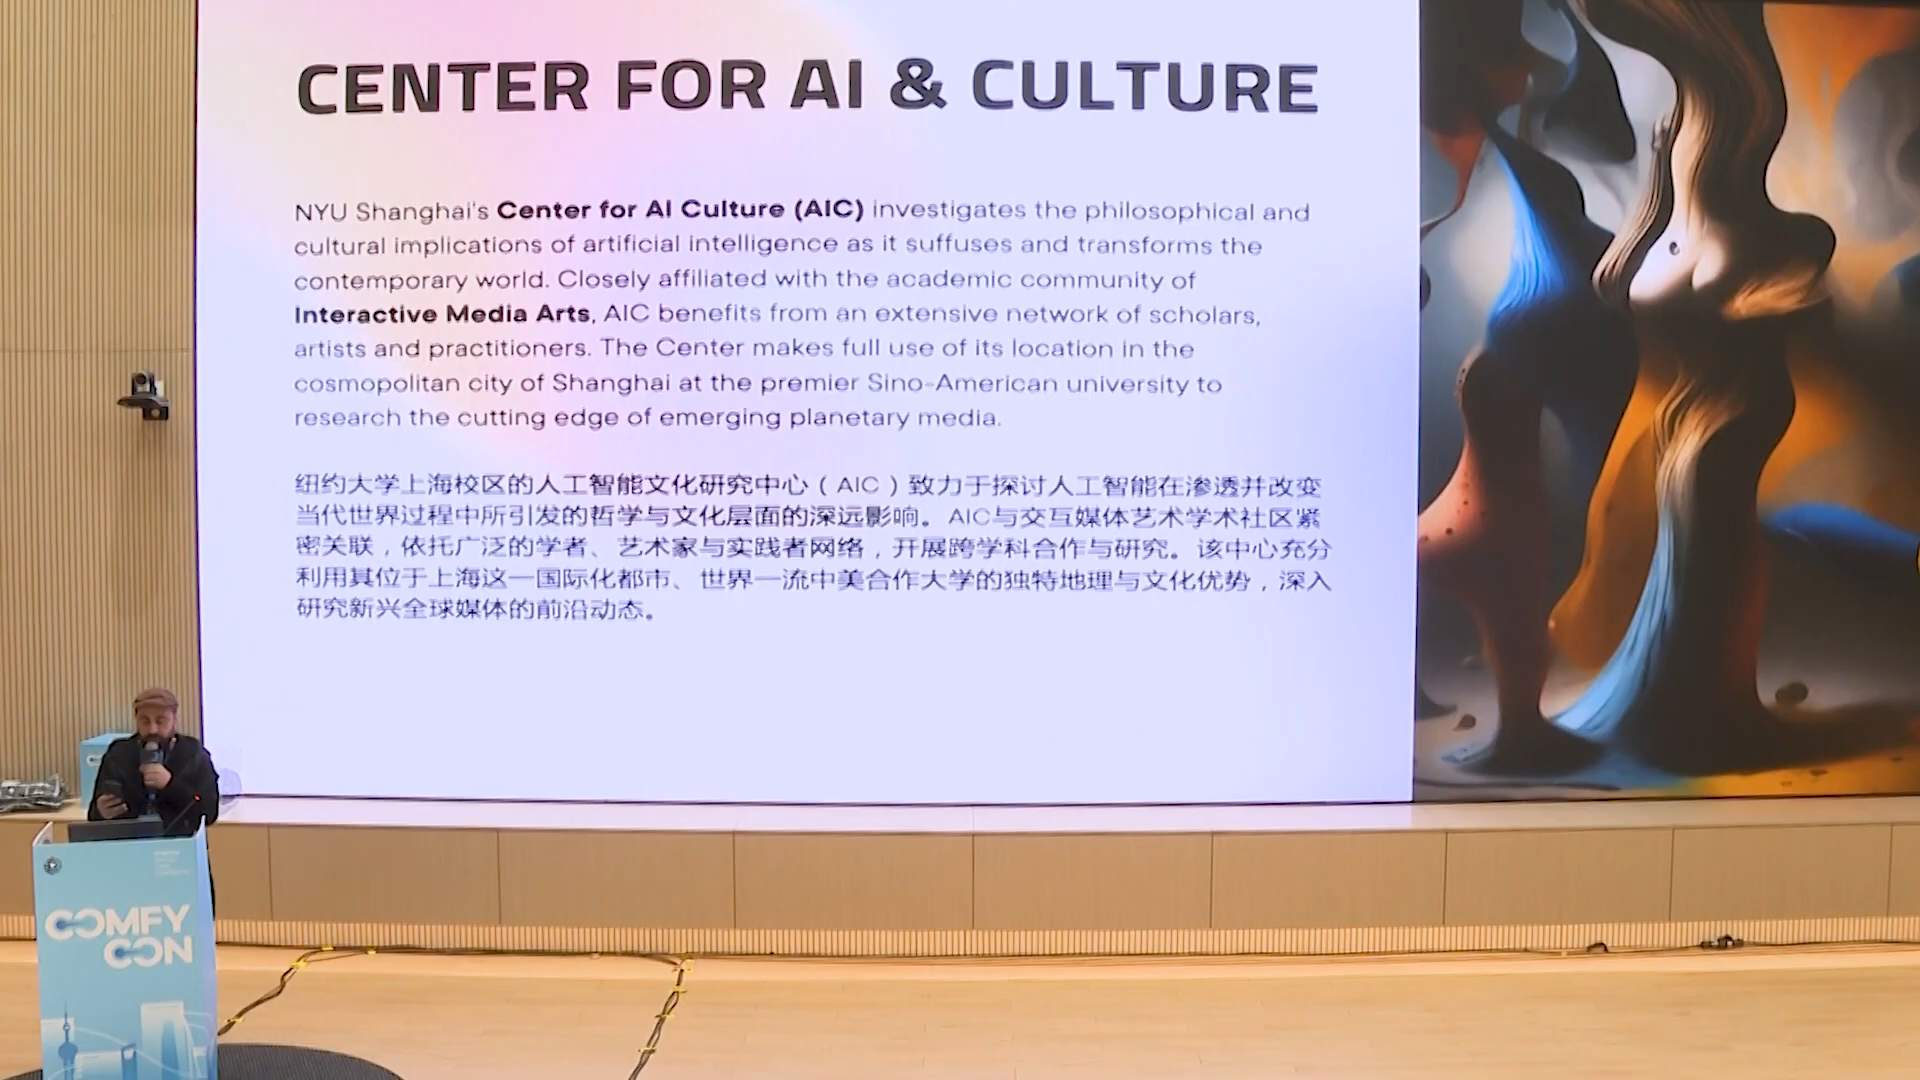 CENTER FOR AI & CULTURE
NYU Shanghai's Center for AI Culture (AIC) investigates the philosophical and
cultural implications of artificial intelligence as it suffuses and transforms the
contemporary world. Closely affiliated with the academic community of
Interactive Media Arts, AIC benefits from an extensive network of scholars,
artists and practitioners. The Center makes full use of its location in the
cosmopolitan city of Shanghai at the premier Sino-American university to
research the cutting edge of emerging planetary media.
纽约大学上海校区的人工智能文化研究中心（AIC）致力于探讨人工智能在渗透并改变
当代世界过程中所引发的哲学与文化层面的深远影响。AIC与交互媒体艺术学术社区紧
密关联，依托广泛的学者、艺术家与实践者网络，开展跨学科合作与研究。该中心充分
利用其位于上海这一国际化都市、世界一流中美合作大学的独特地理与文化优势，深入
研究新兴全球媒体的前沿动态。
COMFY
CON